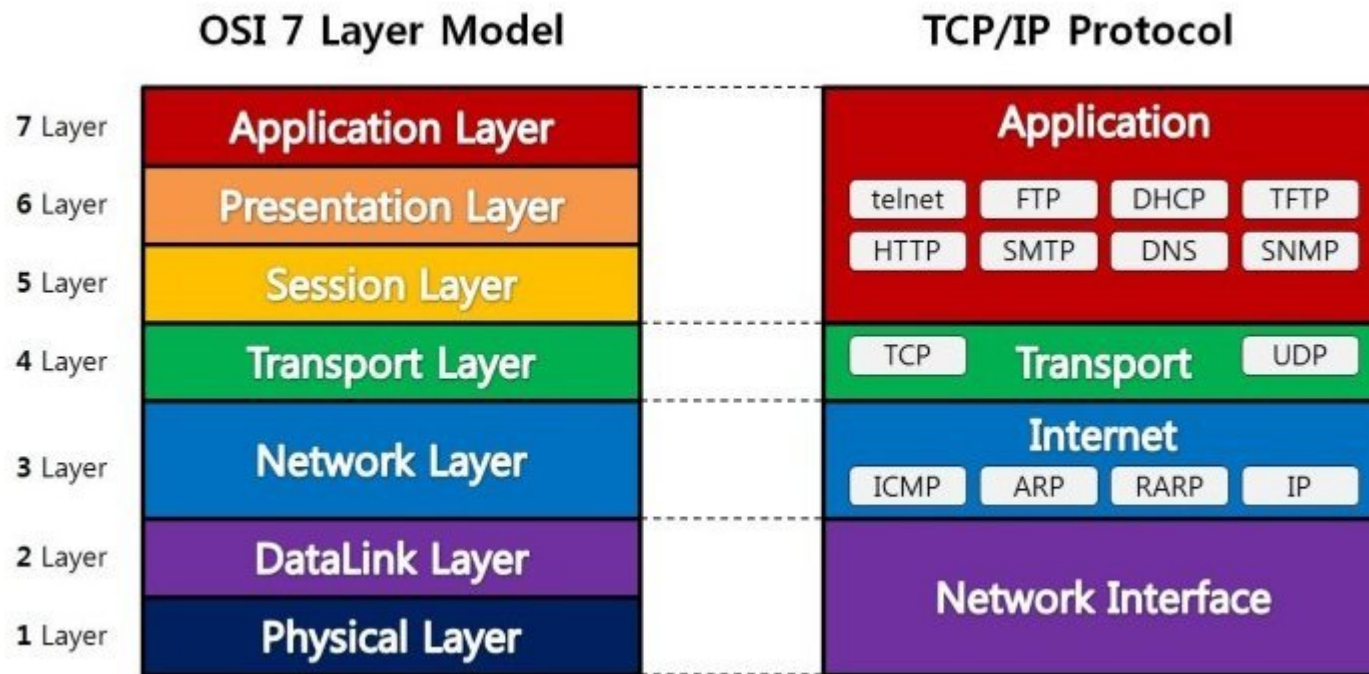 OSI 7 Layer Model
TCP/IP Protocol
7 Layer
Application Layer
Application
6 Layer
Presentation Layer
telnet FTP DHCP TFTP
HTTP SMTP DNS SNMP
5 Layer
Session Layer
4 Layer
Transport Layer
TCP Transport UDP
3 Layer
Network Layer
Internet
ICMP ARP RARP IP
2 Layer
DataLink Layer
Network Interface
1 Layer
Physical Layer